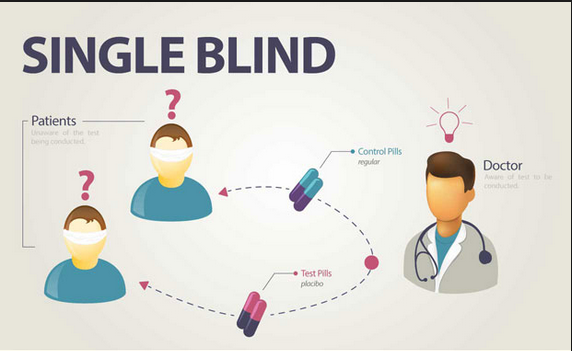 SINGLE BLIND
?
Patients
Unaware of the test
being conducted.
?
Control Pills
regular
Doctor
Aware of test to be
conducted.
Test Pills
placibo